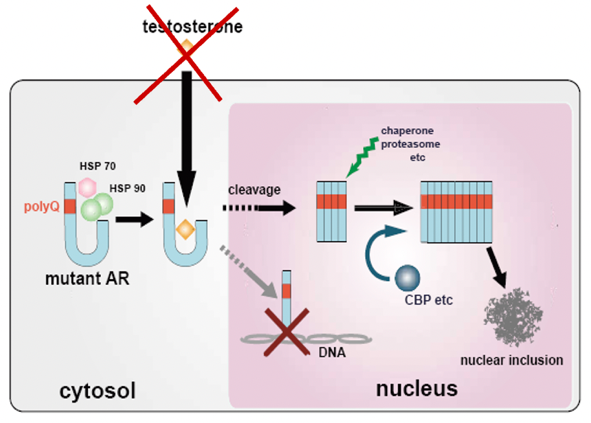 testosterone
HSP 70
HSP 90
polyQ
mutant AR
cleavage
chaperone
proteasome
etc
CBP etc
DNA
nuclear inclusion
cytosol
nucleus